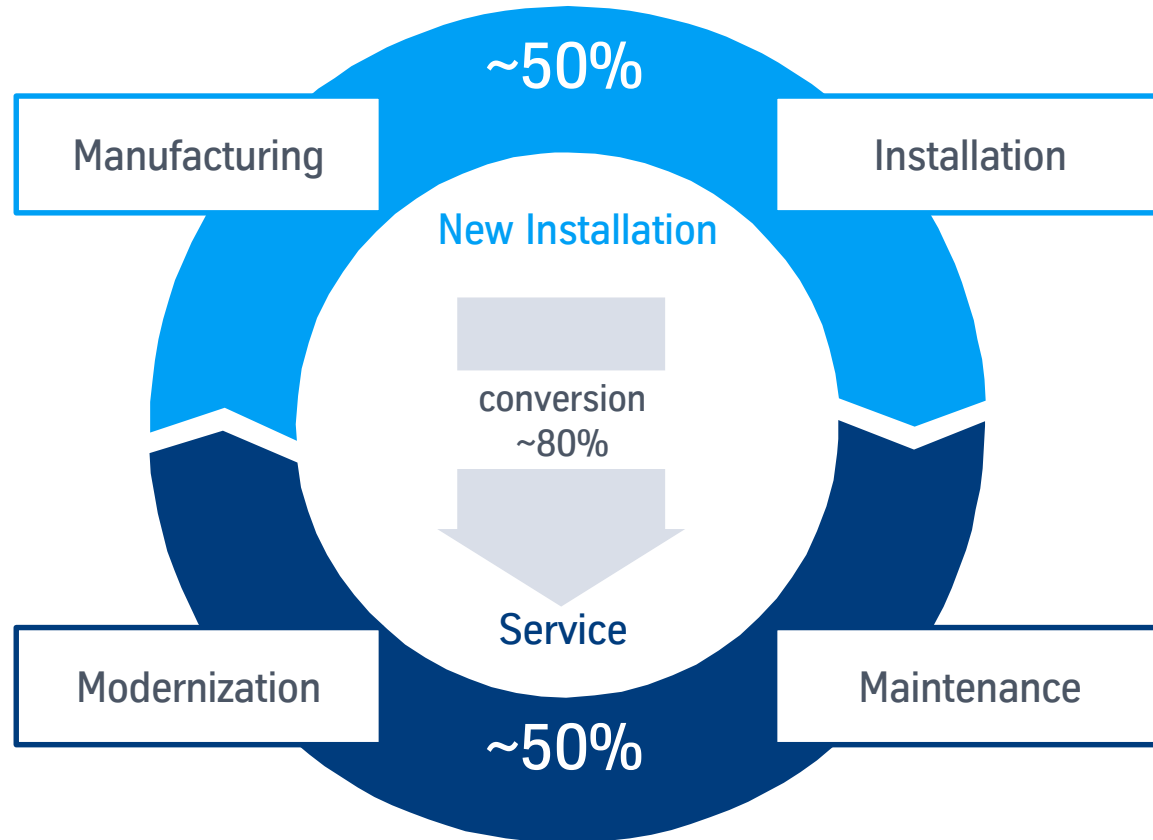 ~50%
Manufacturing
Installation
New Installation
conversion
~80%
Service
Modernization
Maintenance
~50%